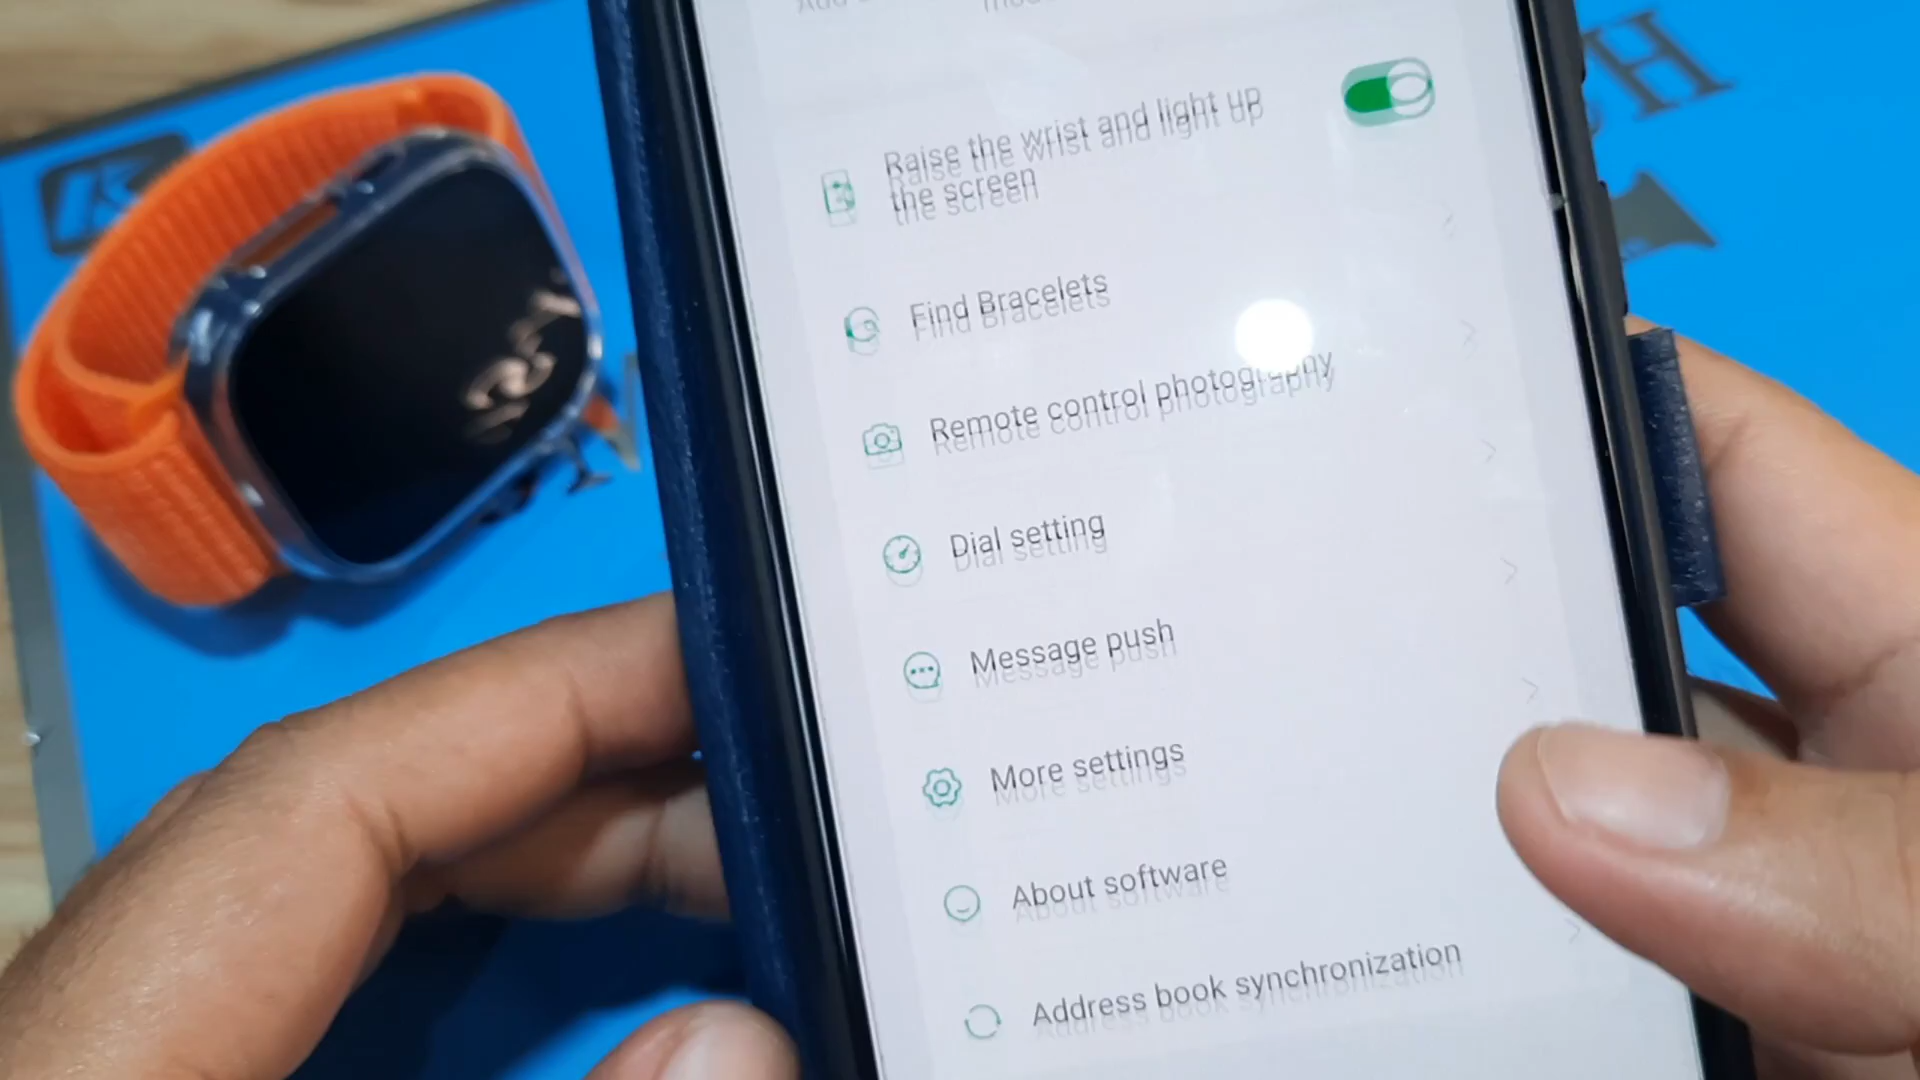 Raise the wrist and light up
the screen
Find Bracelets
Remote control photography
Dial setting
Message push
More settings
About software
Address book synchronization
H